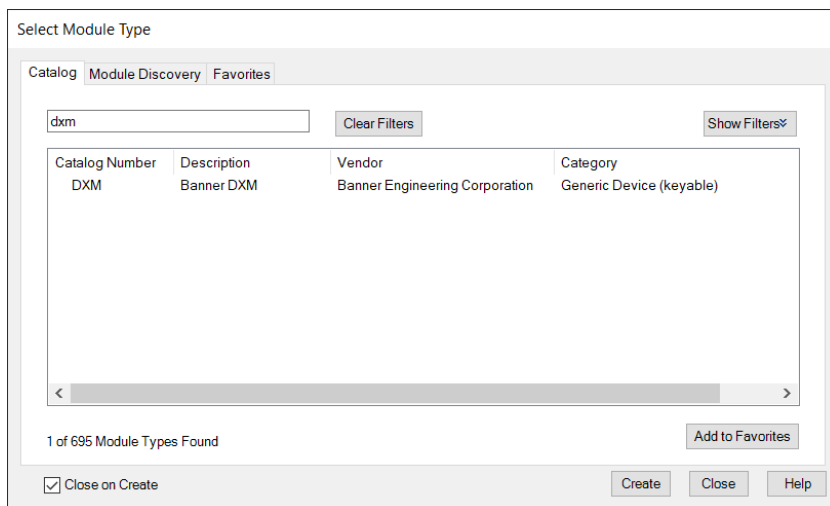 Select Module Type
Catalog Module Discovery Favorites
dxm Clear Filters Show Filters
Catalog Number Description Vendor Category
DXM Banner DXM Banner Engineering Corporation Generic Device (keyable)
1 of 695 Module Types Found Add to Favorites
Close on Create Create Close Help